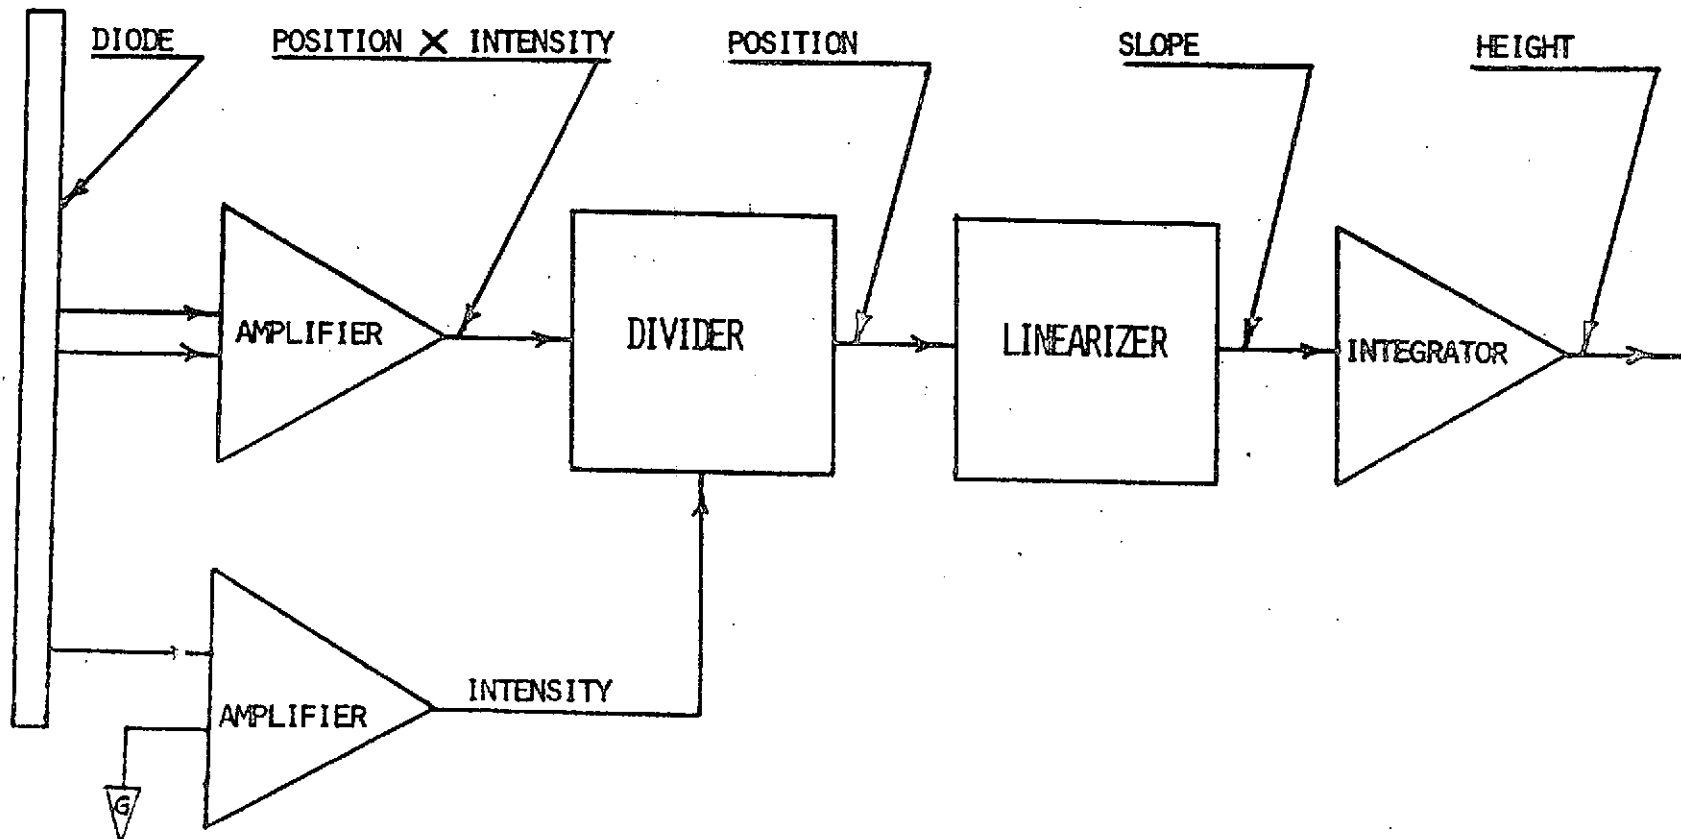 DIODE
POSITION X INTENSITY
POSITION
SLOPE
HEIGHT
AMPLIFIER
DIVIDER
LINEARIZER
INTEGRATOR
INTENSITY
AMPLIFIER
G